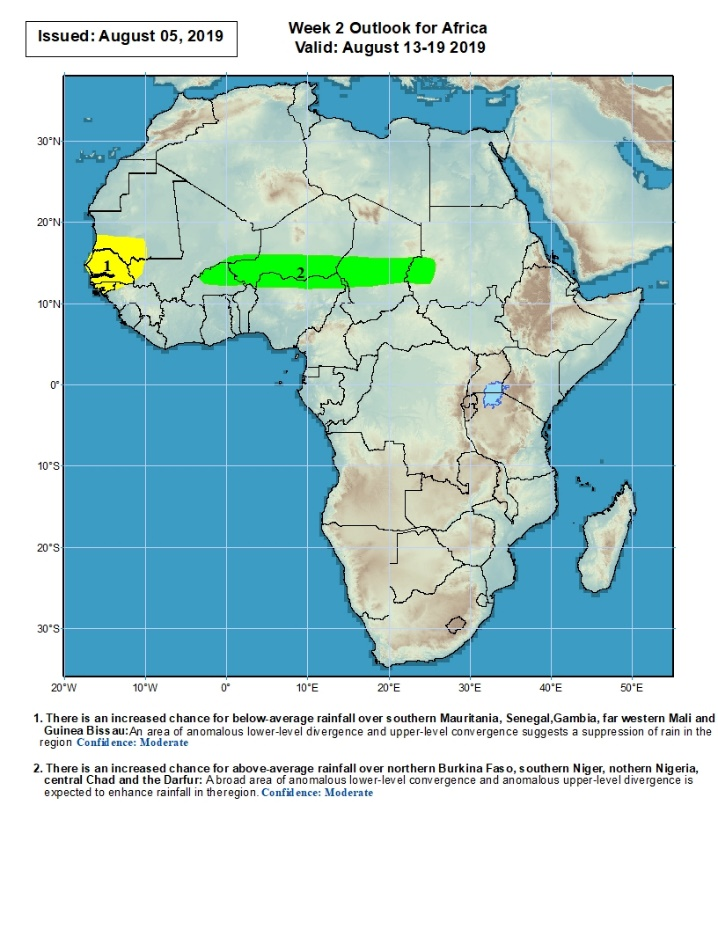 Issued: August 05, 2019
Week 2 Outlook for Africa
Valid: August 13-19 2019
30°N
20°N
10°N
0°
10°S
20°S
30°S
1
2
20°W
10°W
0°
10°E
20°E
30°E
40°E
50°E
1. There is an increased chance for below-average rainfall over southern Mauritania, Senegal,Gambia, far western Mali and
Guinea Bissau:An area of anomalous lower-level divergence and upper-level convergence suggests a suppression of rain in the
region Confidence: Moderate
2. There is an increased chance for above-average rainfall over northern Burkina Faso, southern Niger, nothern Nigeria,
central Chad and the Darfur: A broad area of anomalous lower-level convergence and anomalous upper-level divergence is
expected to enhance rainfall in the region. Confidence: Moderate